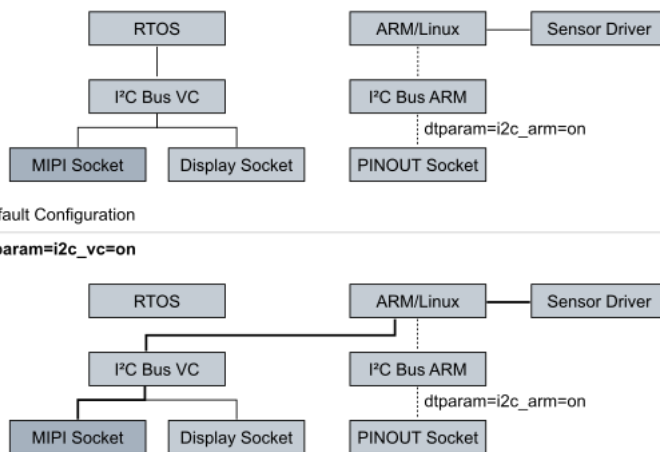 RTOS ARM/Linux Sensor Driver
I²C Bus VC I²C Bus ARM
dtparam=i2c_arm=on
MIPI Socket Display Socket PINOUT Socket
fault Configuration
param=i2c_vc=on
RTOS ARM/Linux Sensor Driver
I²C Bus VC I²C Bus ARM
dtparam=i2c_arm=on
MIPI Socket Display Socket PINOUT Socket